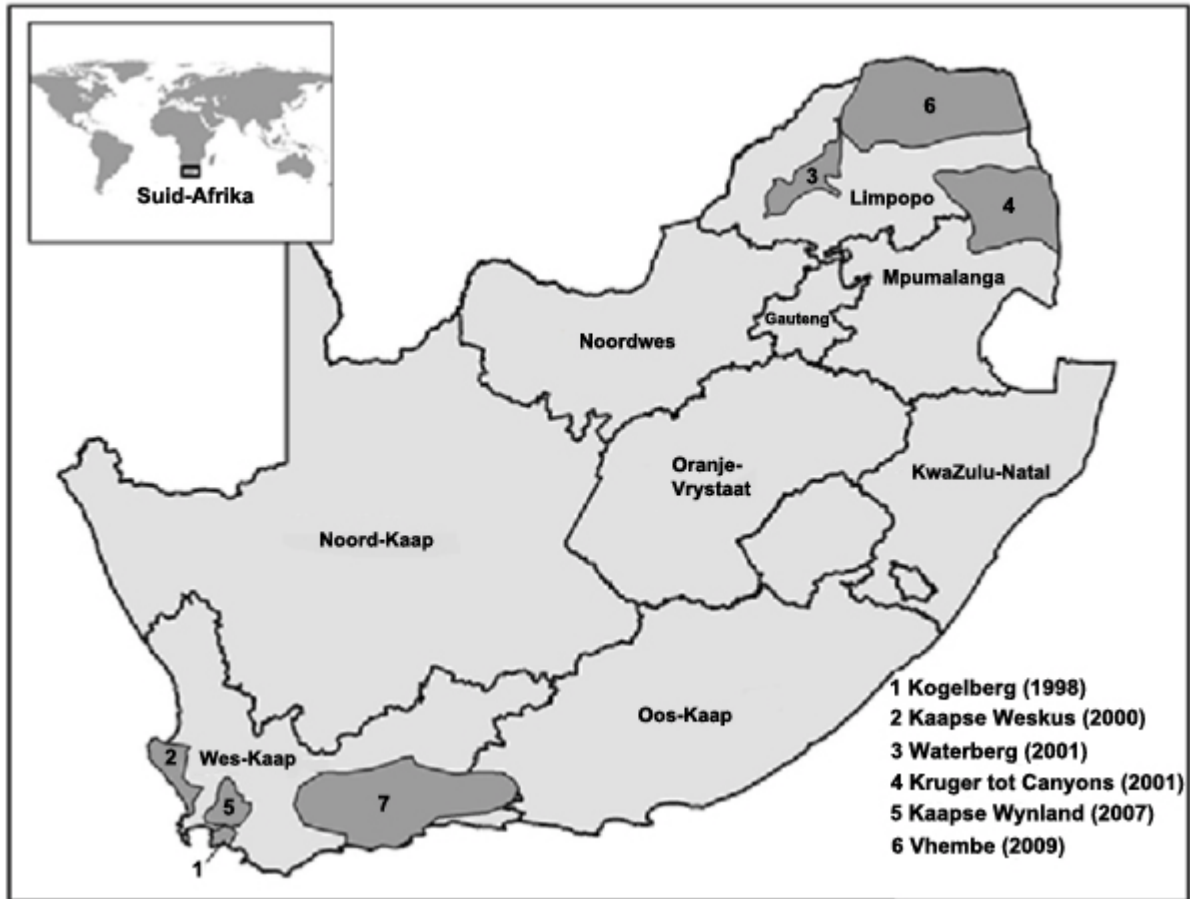 Suid-Afrika
6
3
Limpopo
4
Mpumalanga
Gauteng
Noordwes
Oranje-
Vrystaat
KwaZulu-Natal
Noord-Kaap
Oos-Kaap
Wes-Kaap
2
5
7
1
1 Kogelberg (1998)
2 Kaapse Weskus (2000)
3 Waterberg (2001)
4 Kruger tot Canyons (2001)
5 Kaapse Wynland (2007)
6 Vhembe (2009)